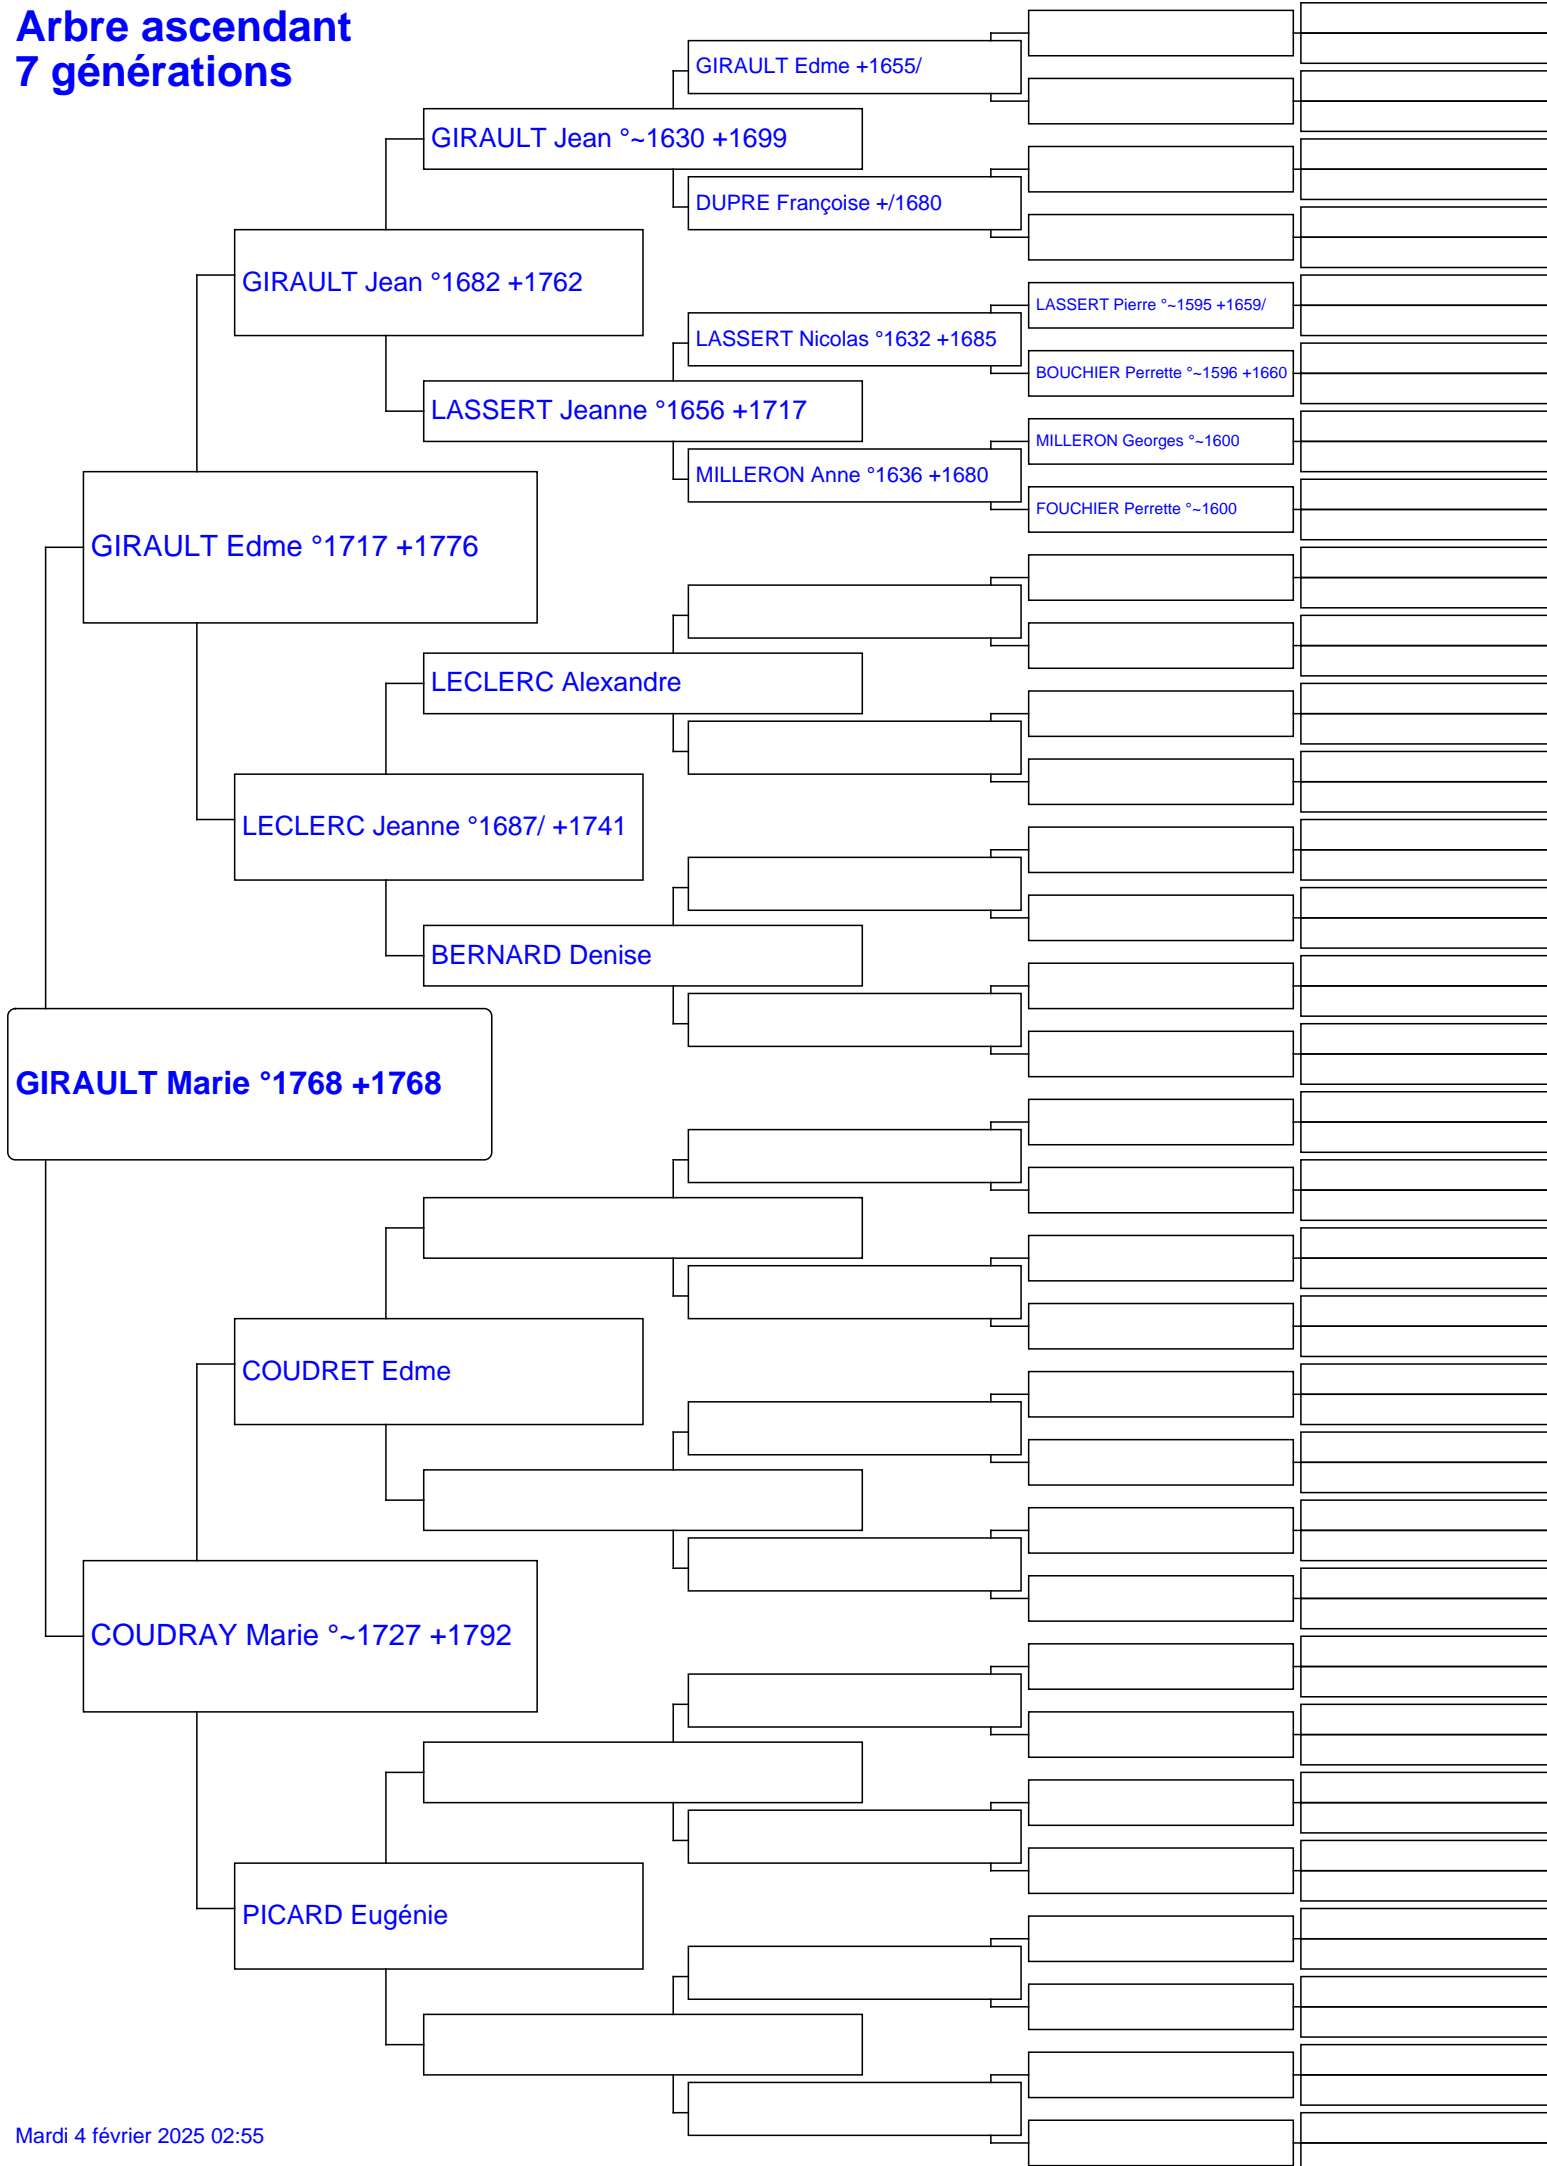 Arbre ascendant
7 générations
GIRAULT Edme +1655/
GIRAULT Jean °~1630 +1699
DUPRE Françoise +/1680
GIRAULT Jean °1682 +1762
LASSERT Pierre °~1595 +1659/
LASSERT Nicolas °1632 +1685
BOUCHIER Perrette °~1596 +1660
LASSERT Jeanne °1656 +1717
MILLERON Georges °~1600
MILLERON Anne °1636 +1680
FOUCHIER Perrette °~1600
GIRAULT Edme °1717 +1776
LECLERC Alexandre
LECLERC Jeanne °1687/ +1741
BERNARD Denise
GIRAULT Marie °1768 +1768
COUDRET Edme
COUDRAY Marie °~1727 +1792
PICARD Eugénie
Mardi 4 février 2025 02:55